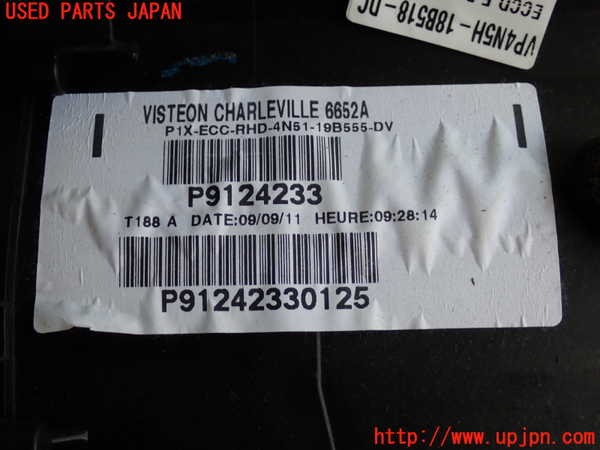 USED PARTS JAPAN
VP4N5H-18B518-DC
VISTEON CHARLEVILLE 6652A
P1X-ECC-RHD-4N51-19B555-DV
P9124233
T188 A DATE:09/09/11 HEURE:09:28:14
P91242330125
UPJ
http://www.upjpn.com/